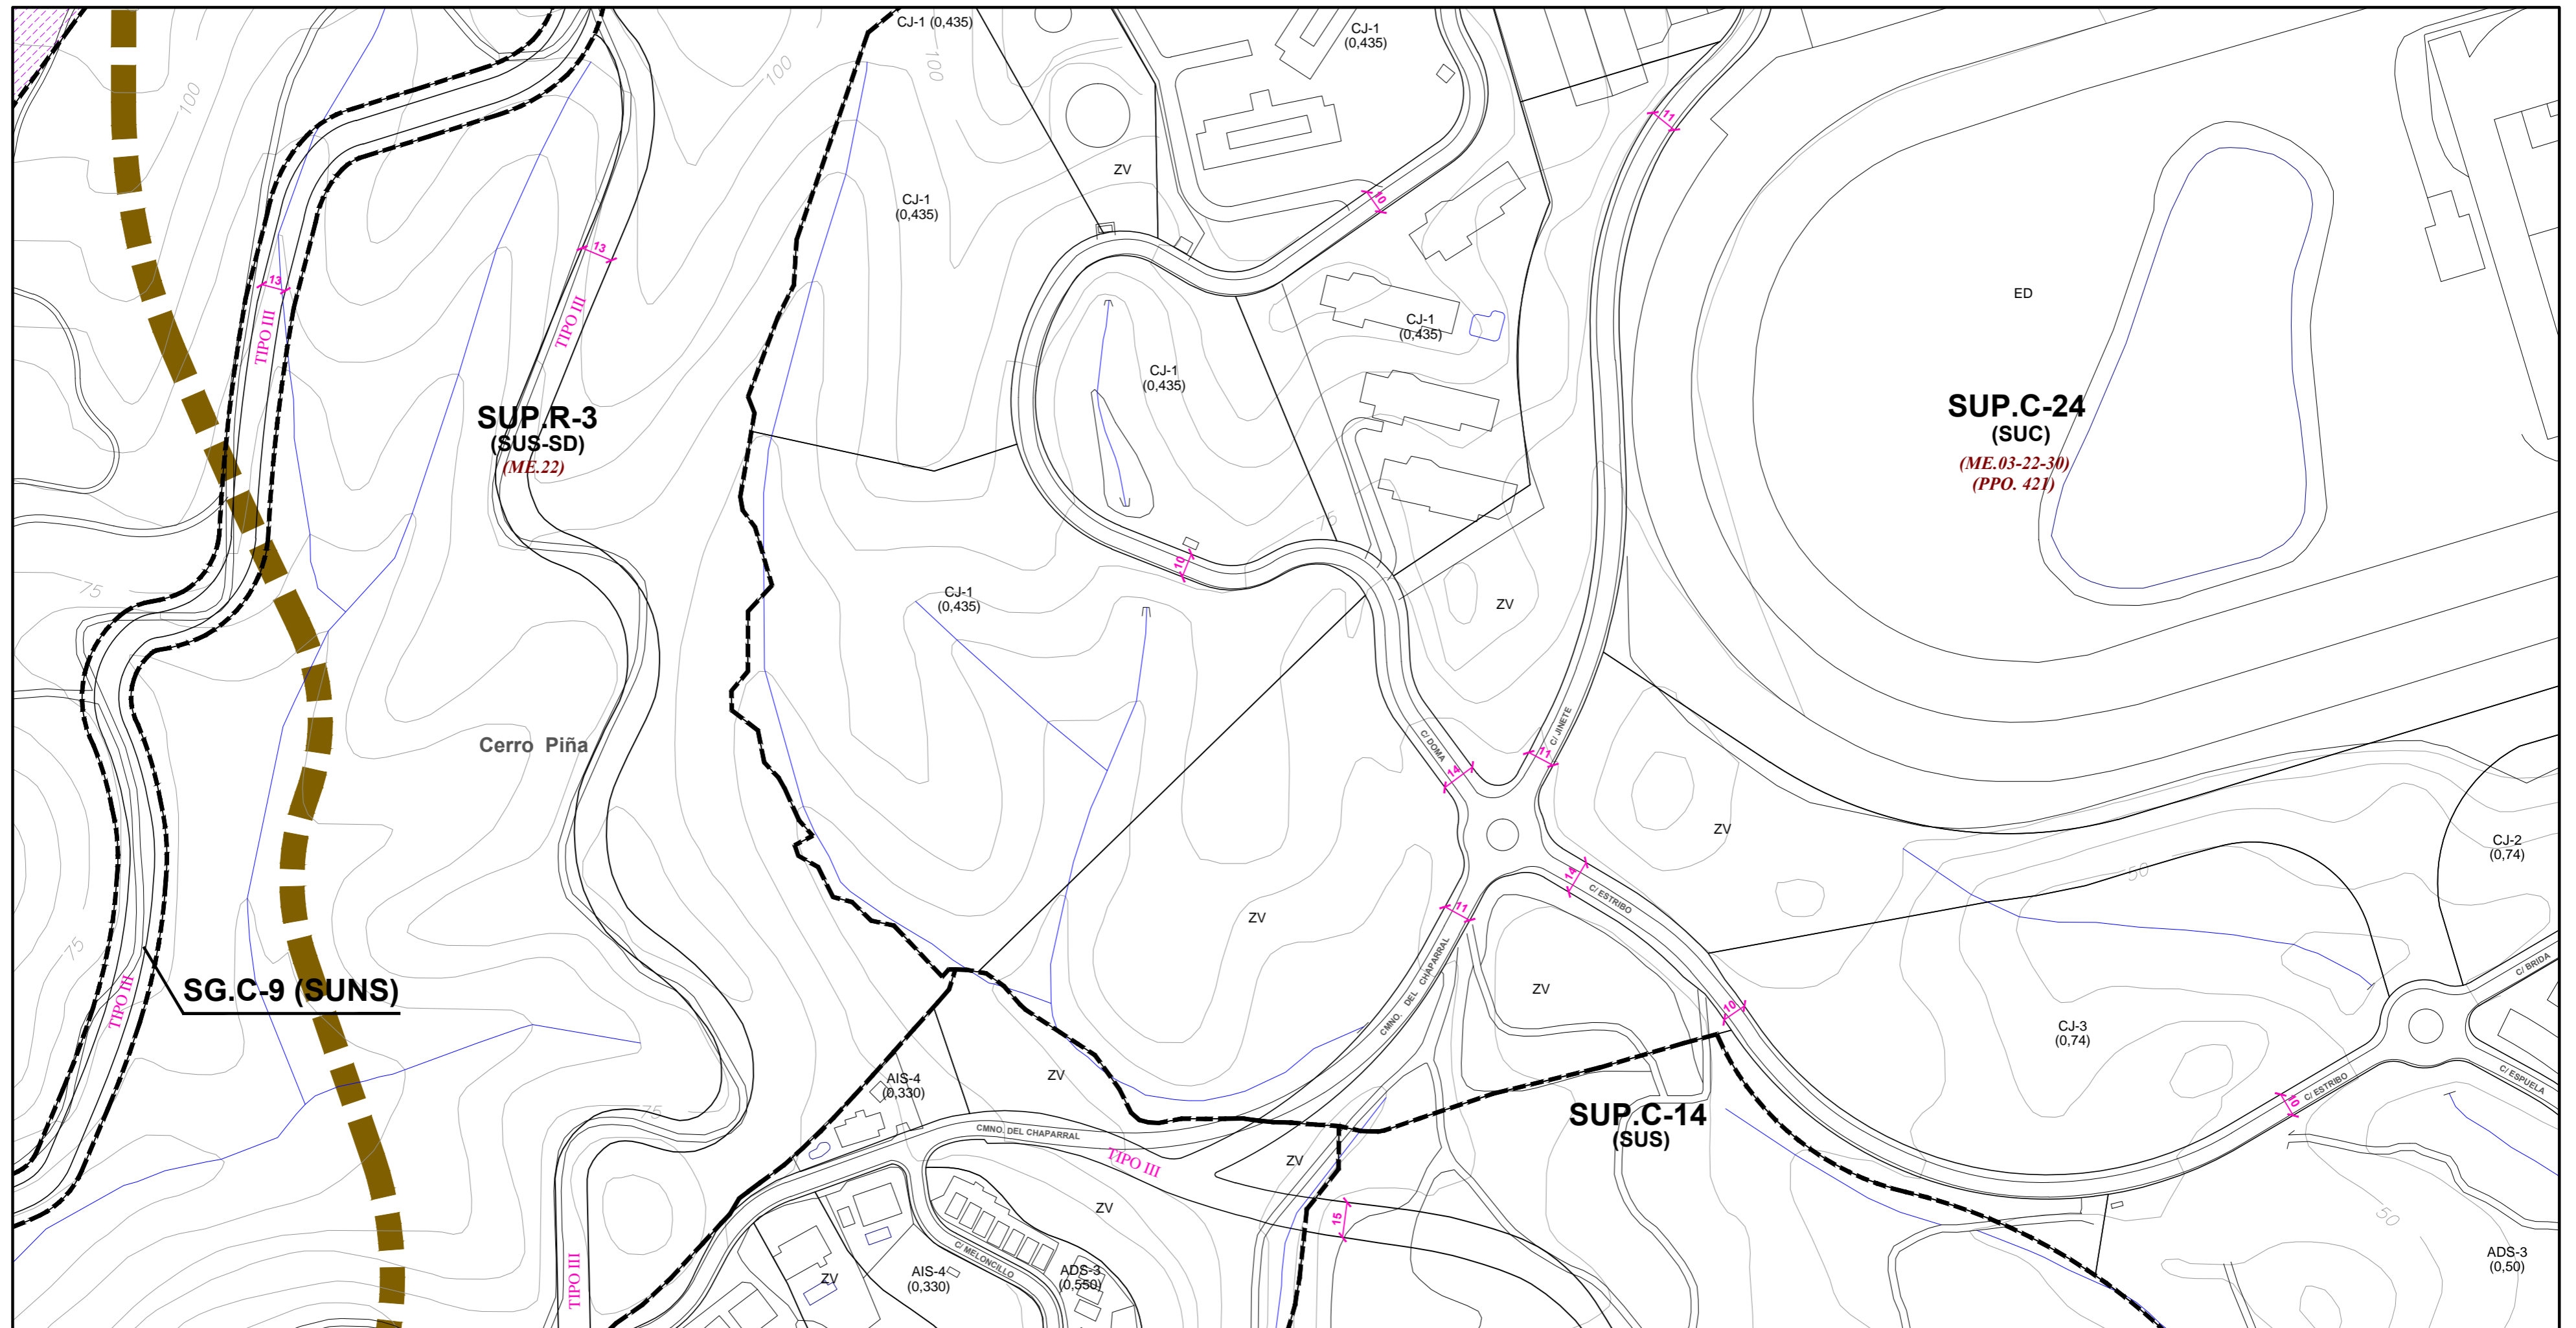 CJ-1 (0,435)
100
100
100
CJ-1
(0,435)
11
ZV
10
CJ-1
(0,435)
13
13
TIPO III
TIPO III
ED
CJ-1
(0,435)
CJ-1
(0,435)
SUP.R-3
(SUS-SD)
(ME.22)
SUP.C-24
(SUC)
(ME.03-22-30)
(PPO. 421)
75
10
75
CJ-1
(0,435)
ZV
Cerro Piña
C/ DOMA
C/ JINETE
11
14
ZV
CJ-2
(0,74)
14
50
C/ ESTRIBO
11
ZV
75
CMNO. DEL CHAPARRAL
C/ BRIDA
ZV
SG.C-9 (SUNS)
TIPO III
10
CJ-3
(0,74)
ZV
AIS-4
(0,330)
C/ ESPUELA
C/ ESTRIBO
10
75
SUP.C-14
(SUS)
CMNO. DEL CHAPARRAL
TIPO III
ZV
ZV
15
50
TIPO III
C/ MELONCILLO
ZV
AIS-4
(0,330)
ADS-3
(0,550)
ADS-3
(0,50)